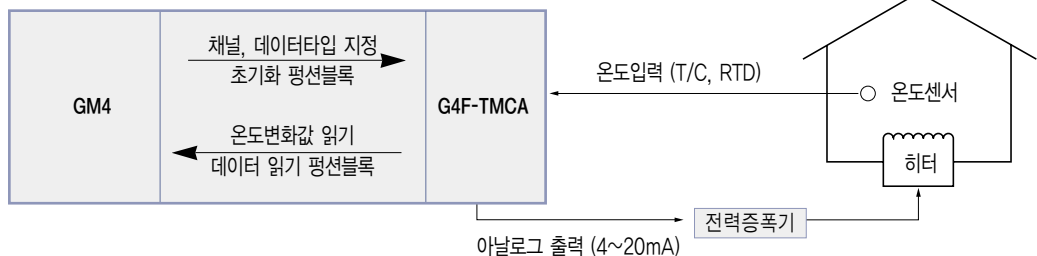 채널, 데이터타입 지정
초기화 펑션블록
GM4
G4F-TMCA
온도변화값 읽기
데이터 읽기 펑션블록
온도입력 (T/C, RTD)
온도센서
히터
전력증폭기
아날로그 출력 (4~20mA)